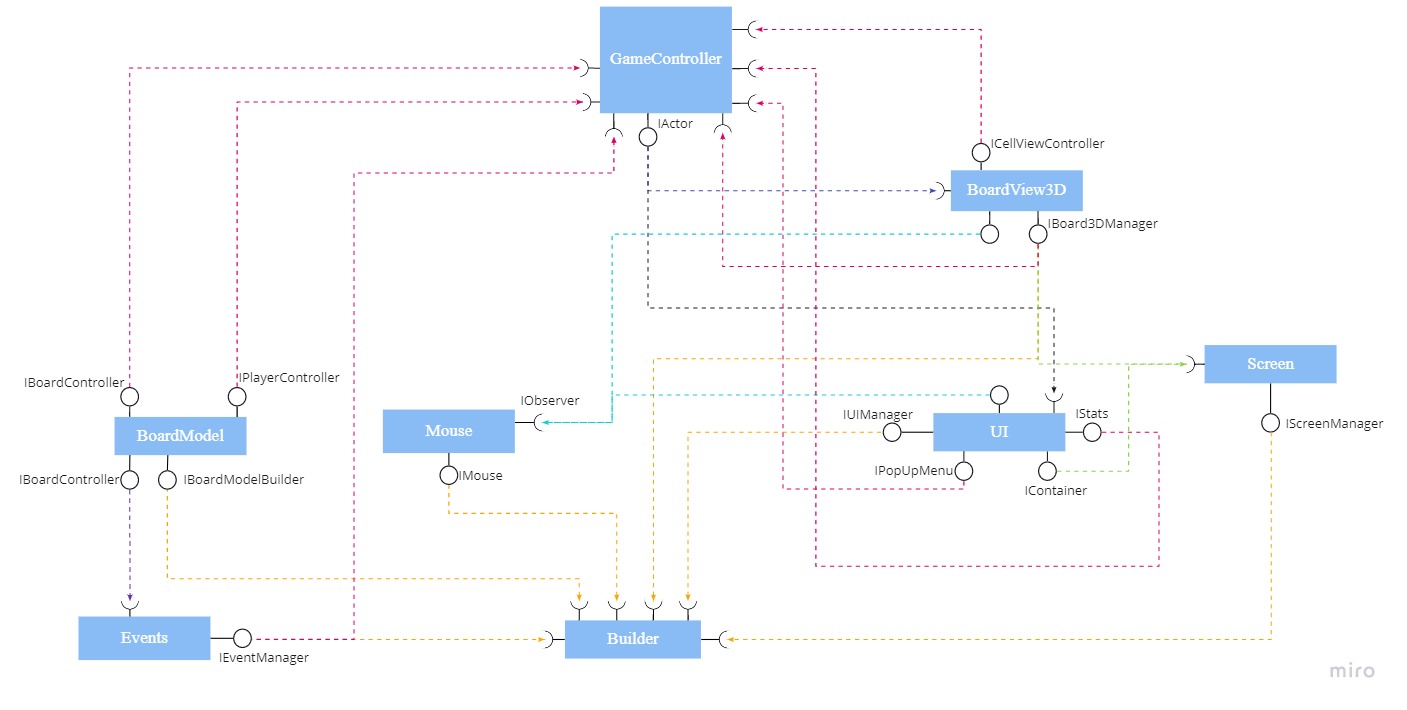 GameController
IActor
ICellViewController
BoardView3D
IBoard3DManager
Screen
IScreenManager
IBoardController
IPlayerController
BoardModel
IBoardController
IBoardModelBuilder
IObserver
Mouse
IMouse
IUIManager
UI
IStats
IPopUpMenu
IContainer
Events
IEventManager
Builder
miro